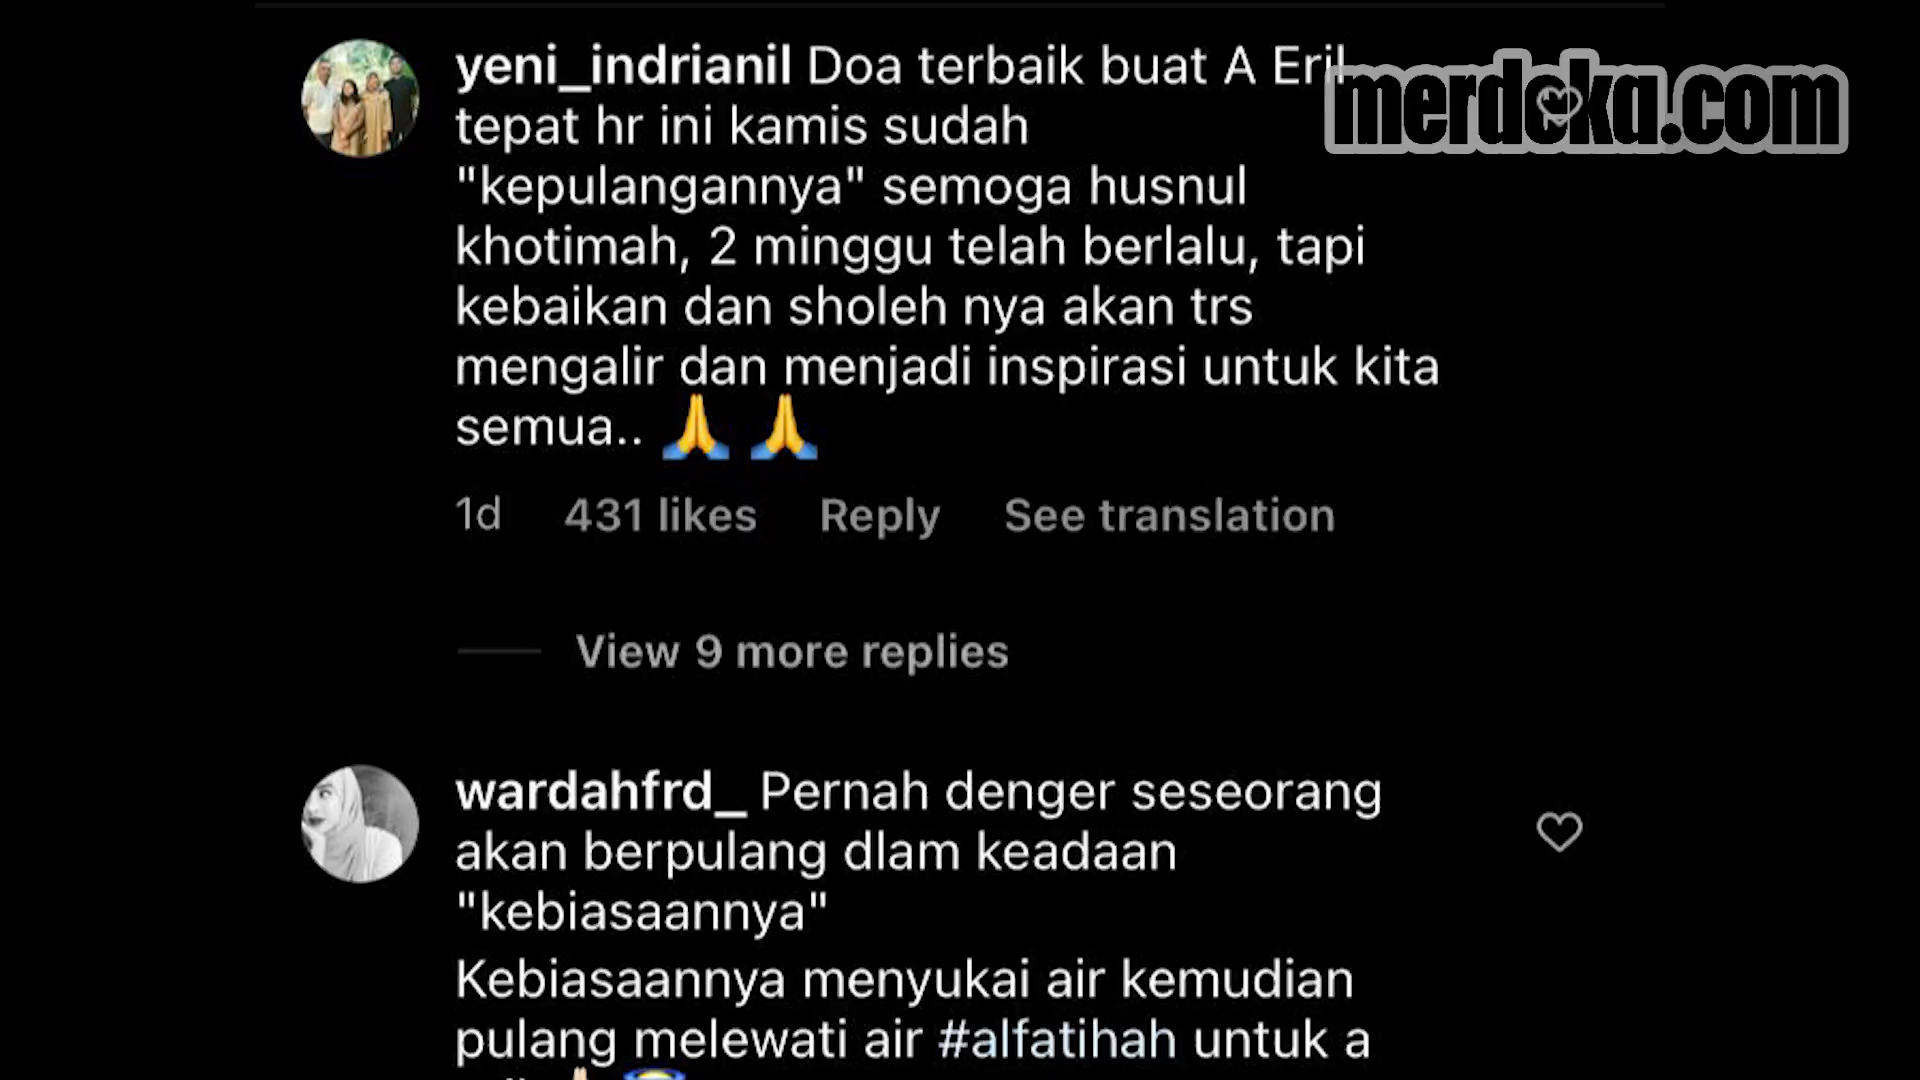 yeni_indrianil Doa terbaik buat A Eril
merdeka.com
tepat hr ini kamis sudah
"kepulangannya" semoga husnul
khotimah, 2 minggu telah berlalu, tapi
kebaikan dan sholeh nya akan trs
mengalir dan menjadi inspirasi untuk kita
semua.. 🙏 🙏
1d 431 likes Reply See translation
View 9 more replies
wardahfrd_ Pernah denger seseorang
akan berpulang dlam keadaan
"kebiasaannya"
Kebiasaannya menyukai air kemudian
pulang melewati air #alfatihah untuk a